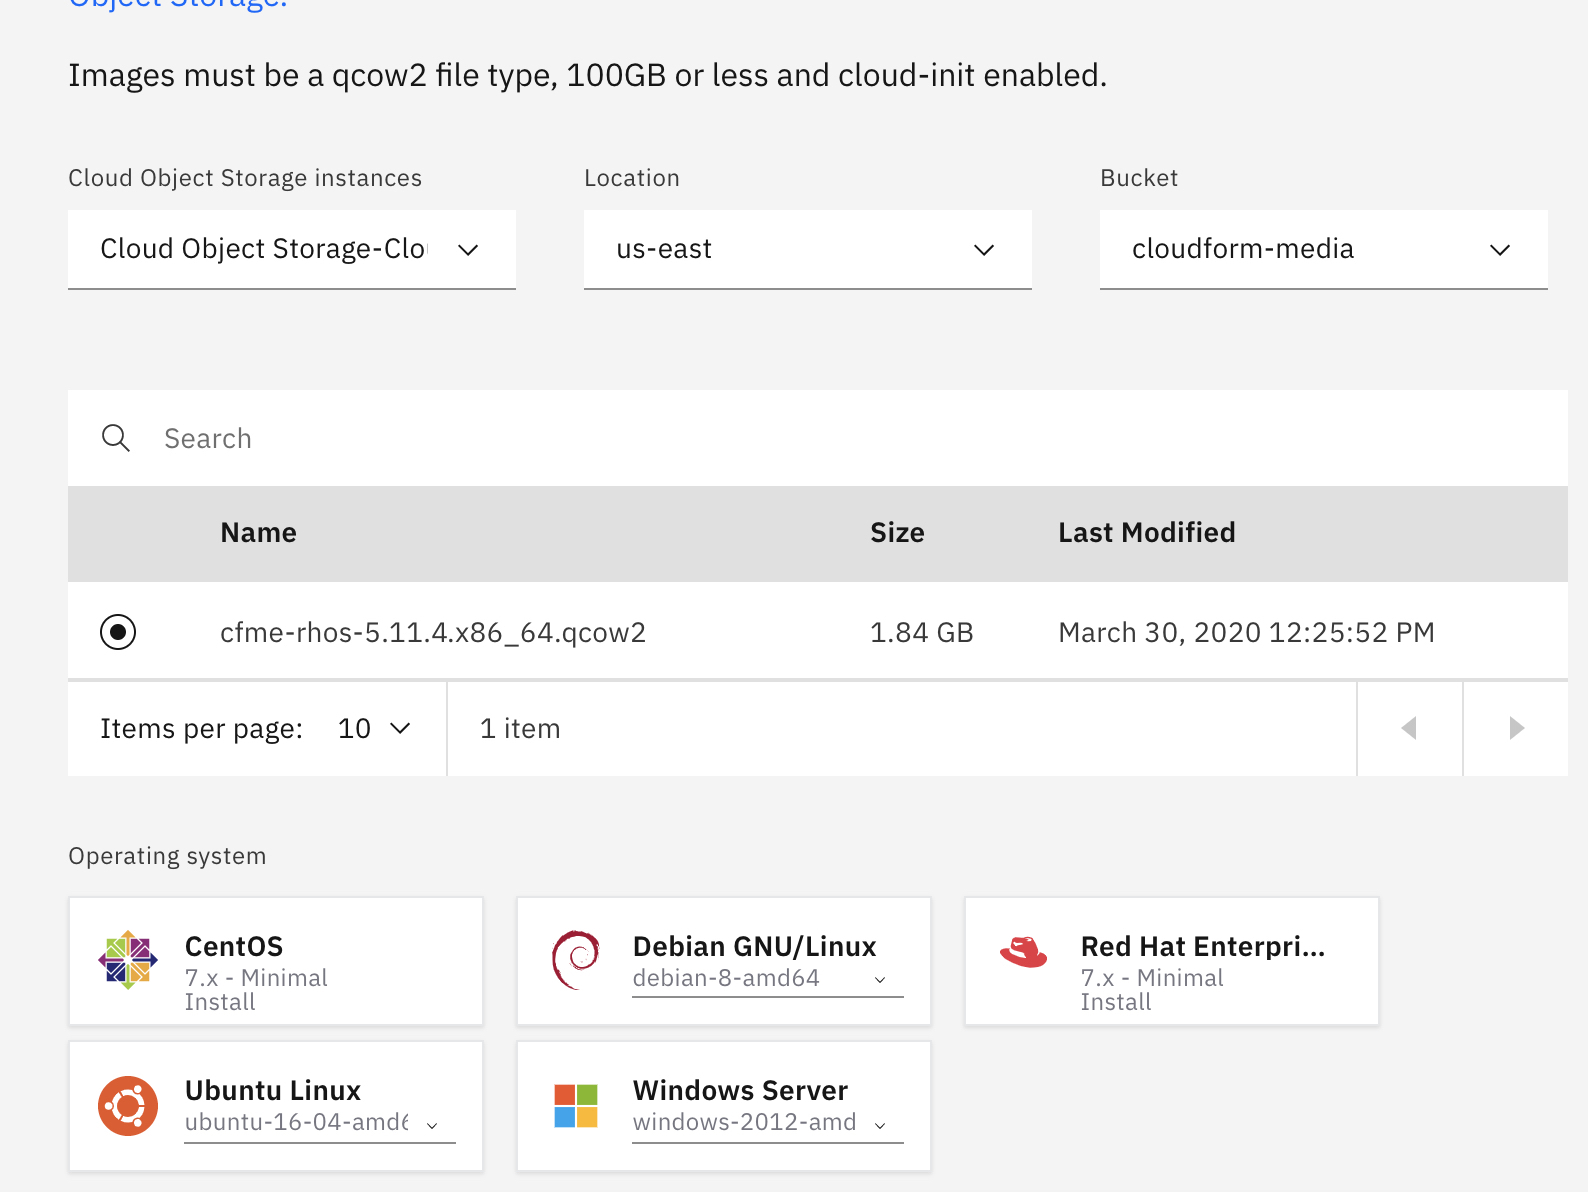 Object Storage.
Images must be a qcow2 file type, 100GB or less and cloud-init enabled.
Cloud Object Storage instances
Location
Bucket
Cloud Object Storage-Clo
us-east
cloudform-media
Search
Name
Size
Last Modified
cfme-rhos-5.11.4.x86_64.qcow2
1.84 GB
March 30, 2020 12:25:52 PM
Items per page: 10
1 item
Operating system
CentOS
7.x - Minimal
Install
Debian GNU/Linux
debian-8-amd64
Red Hat Enterpri...
7.x - Minimal
Install
Ubuntu Linux
ubuntu-16-04-amd6
Windows Server
windows-2012-amd